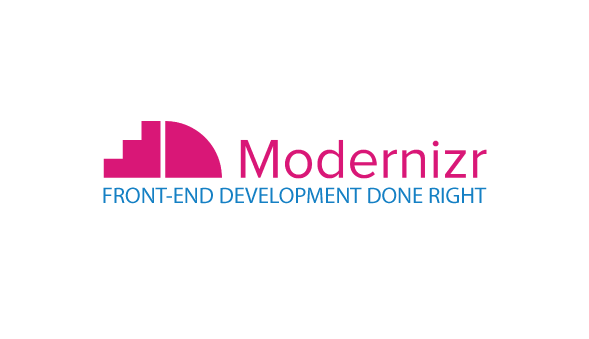 Modernizr
FRONT-END DEVELOPMENT DONE RIGHT